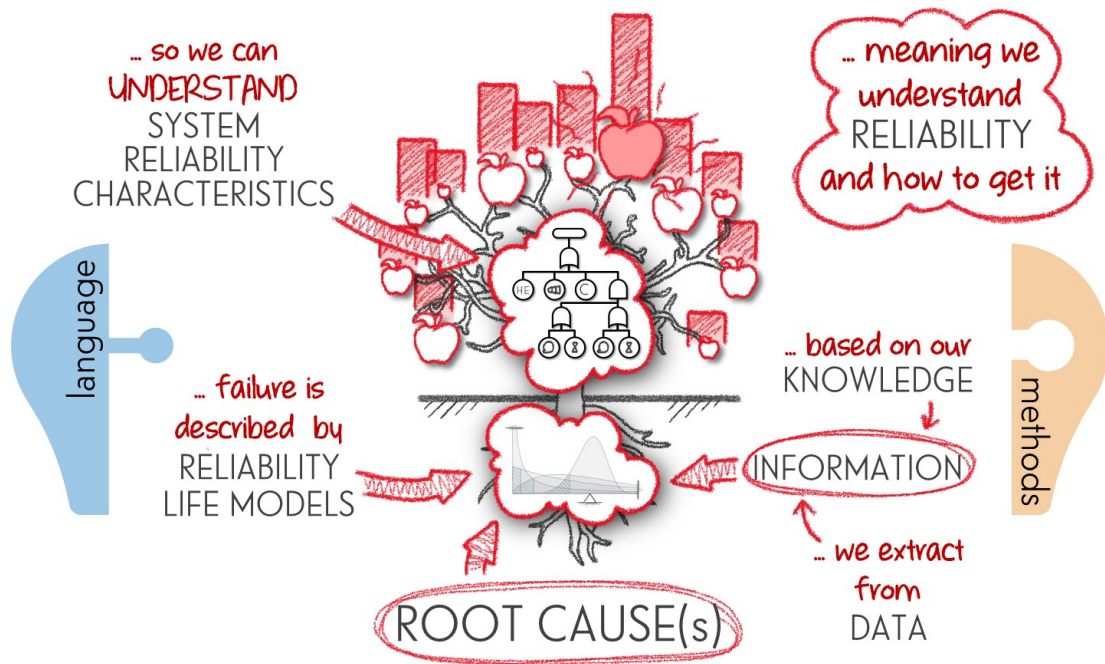 ... so we can
UNDERSTAND
SYSTEM
RELIABILITY
CHARACTERISTICS
... meaning we
understand
RELIABILITY
and how to get it
HE
C
language
methods
... failure is
described by
RELIABILITY
LIFE MODELS
... based on our
KNOWLEDGE
INFORMATION
... we extract
from
DATA
ROOT CAUSE(s)